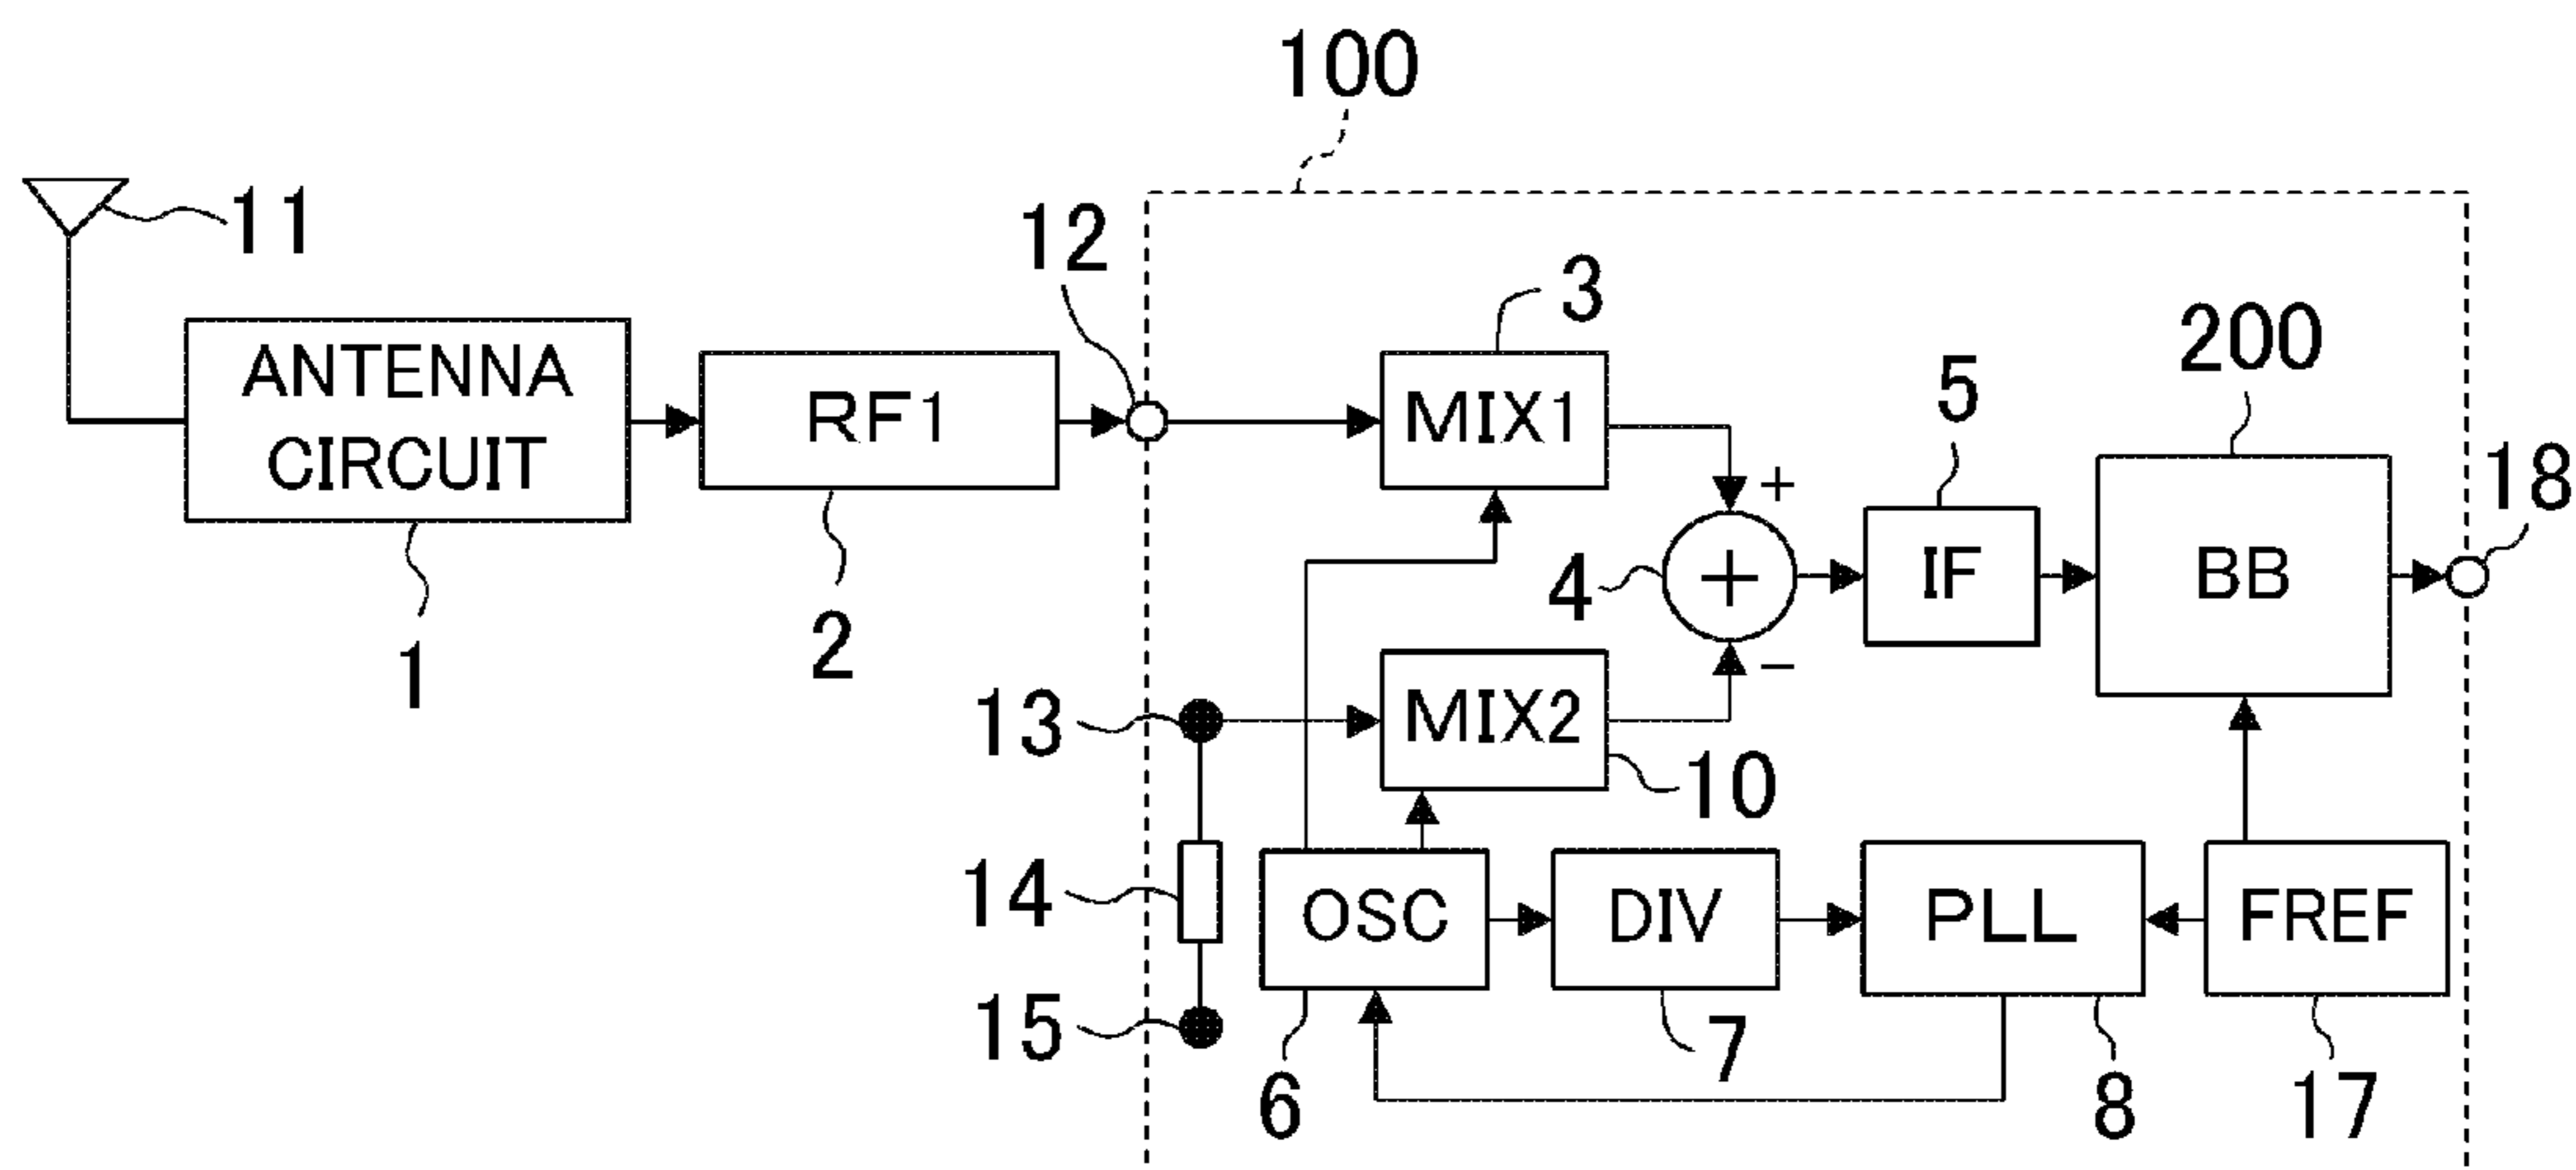 100
11
12
3
200
5
18
ANTENNA
CIRCUIT
RF1
MIX1
+
4
+
IF
BB
1
2
13
MIX2
−
10
14
OSC
DIV
PLL
FREF
15
6
7
8
17